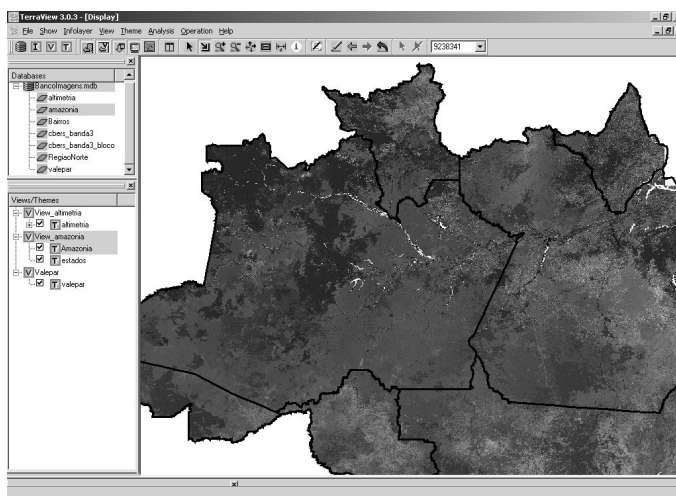 TerraView 3.0.3 - [Display]
File Show Infolayer View Theme Analysis Operation Help
I V T
9238341
Databases
BancoImagens.mdb
altimetria
amazonia
Bairros
cbers_banda3
cbers_banda3_bloco
RegiaoNorte
valepar
Views/Themes
V View_altimetria
T altimetria
V View_amazonia
T Amazonia
T estados
V Valepar
T valepar